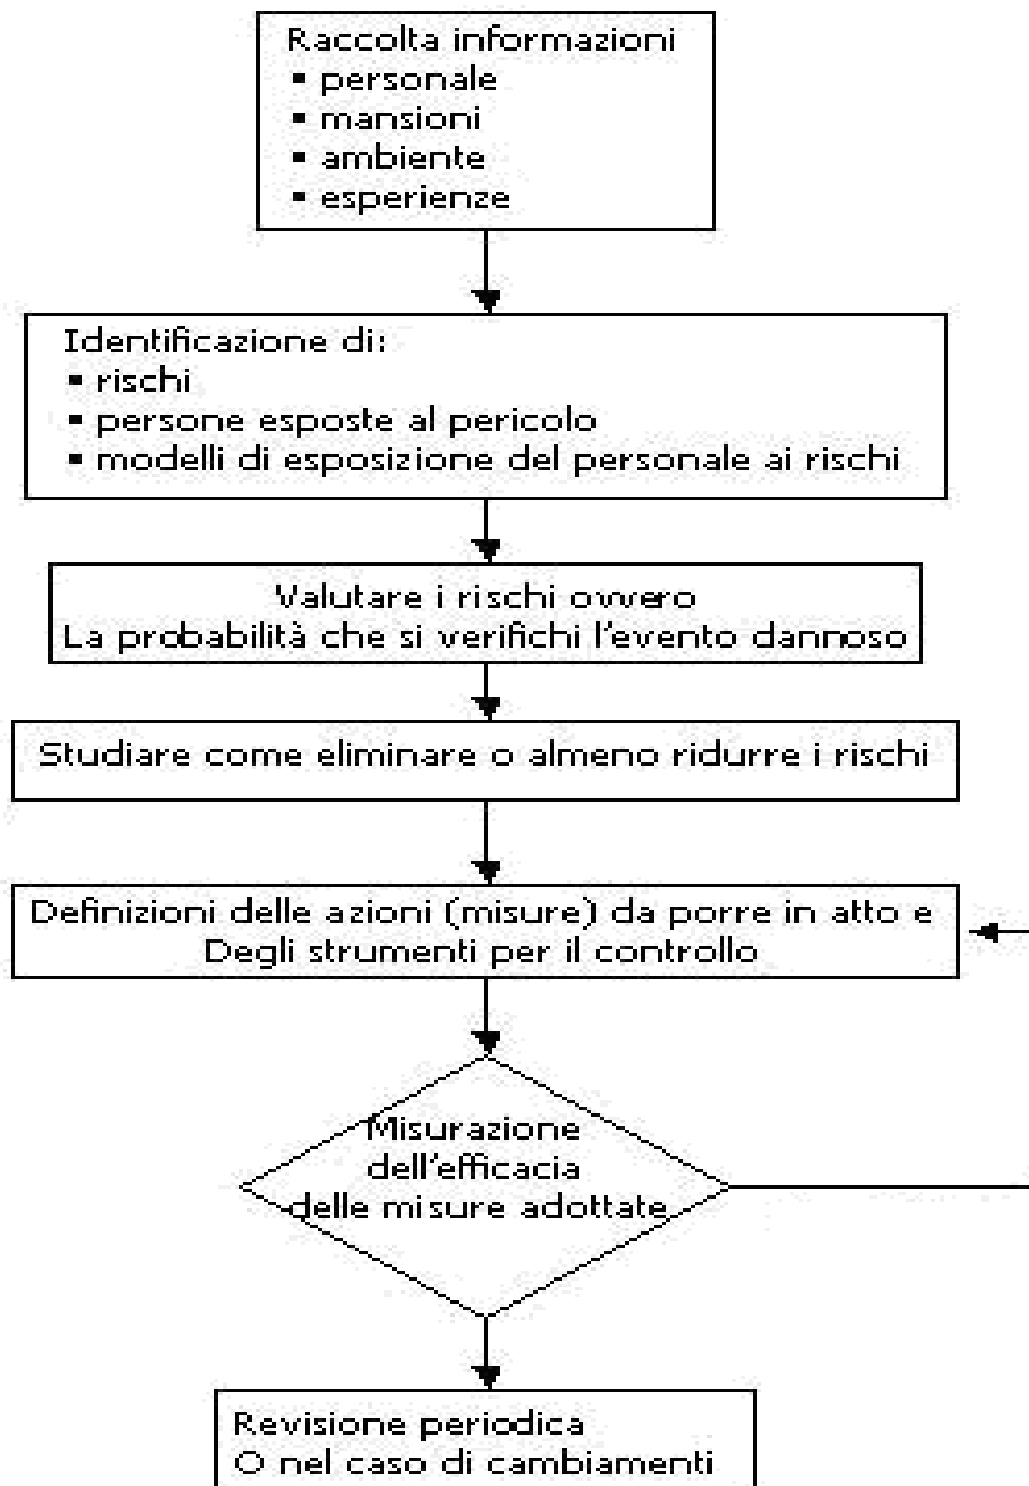 Raccolta informazioni
▪ personale
▪ mansioni
▪ ambiente
▪ esperienze
Identificazione di:
▪ rischi
▪ persone esposte al pericolo
▪ modelli di esposizione del personale ai rischi
Valutare i rischi ovvero
La probabilità che si verifichi l'evento dannoso
Studiare come eliminare o almeno ridurre i rischi
Definizioni delle azioni (misure) da porre in atto e
Degli strumenti per il controllo
Misurazione
dell'efficacia
delle misure adottate
Revisione periodica
O nel caso di cambiamenti